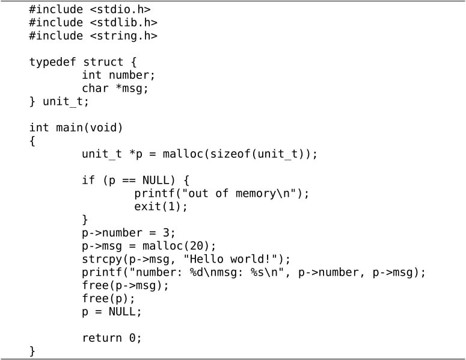 #include <stdio.h>
#include <stdlib.h>
#include <string.h>

typedef struct {
        int number;
        char *msg;
} unit_t;

int main(void)
{
        unit_t *p = malloc(sizeof(unit_t));

        if (p == NULL) {
                printf("out of memory\n");
                exit(1);
        }
        p->number = 3;
        p->msg = malloc(20);
        strcpy(p->msg, "Hello world!");
        printf("number: %d\nmsg: %s\n", p->number, p->msg);
        free(p->msg);
        free(p);
        p = NULL;

        return 0;
}